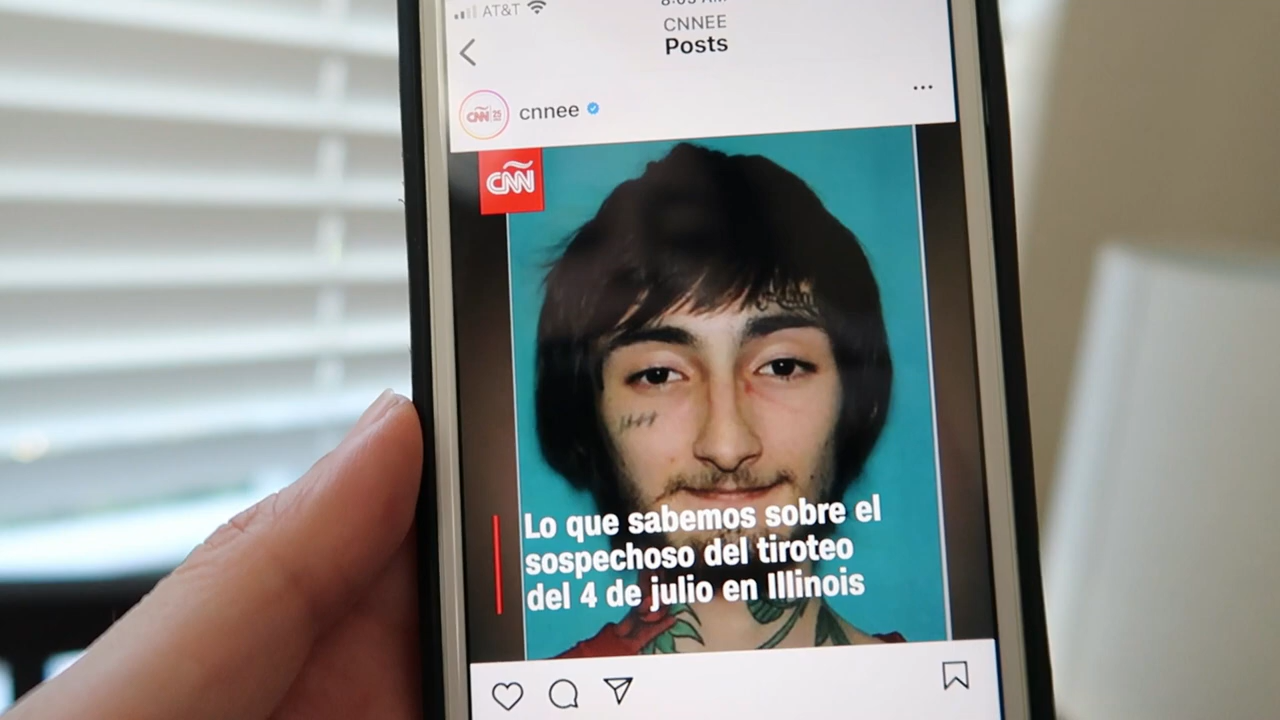 AT&T
CNNEE
Posts
cnnee
CNN
Lo que sabemos sobre el
sospechoso del tiroteo
del 4 de julio en Illinois